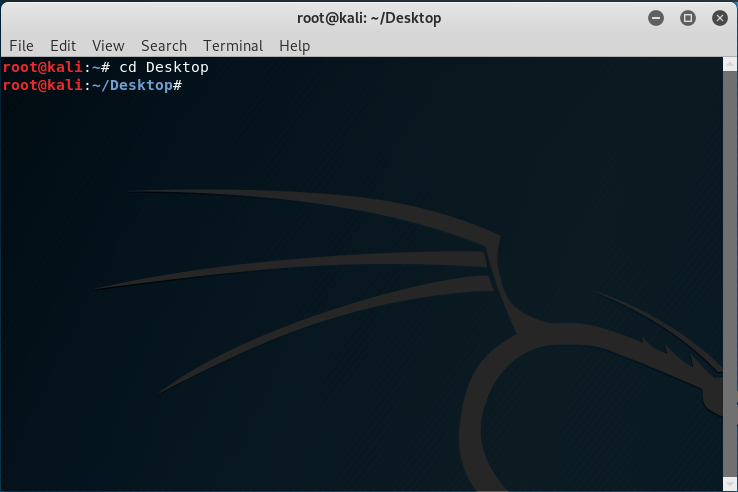 root@kali: ~/Desktop
File Edit View Search Terminal Help
root@kali:~# cd Desktop
root@kali:~/Desktop#